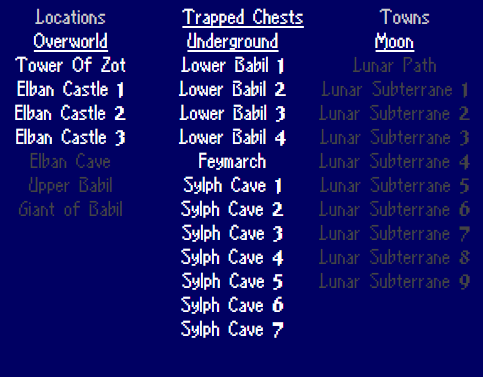 Locations Trapped Chests Towns
Overworld Underground Moon
Tower Of Zot Lower Babil 1 Lunar Path
Elban Castle 1 Lower Babil 2 Lunar Subterrane 1
Elban Castle 2 Lower Babil 3 Lunar Subterrane 2
Elban Castle 3 Lower Babil 4 Lunar Subterrane 3
Elban Cave Feymarch Lunar Subterrane 4
Upper Babil Sylph Cave 1 Lunar Subterrane 5
Giant of Babil Sylph Cave 2 Lunar Subterrane 6
Sylph Cave 3 Lunar Subterrane 7
Sylph Cave 4 Lunar Subterrane 8
Sylph Cave 5 Lunar Subterrane 9
Sylph Cave 6
Sylph Cave 7